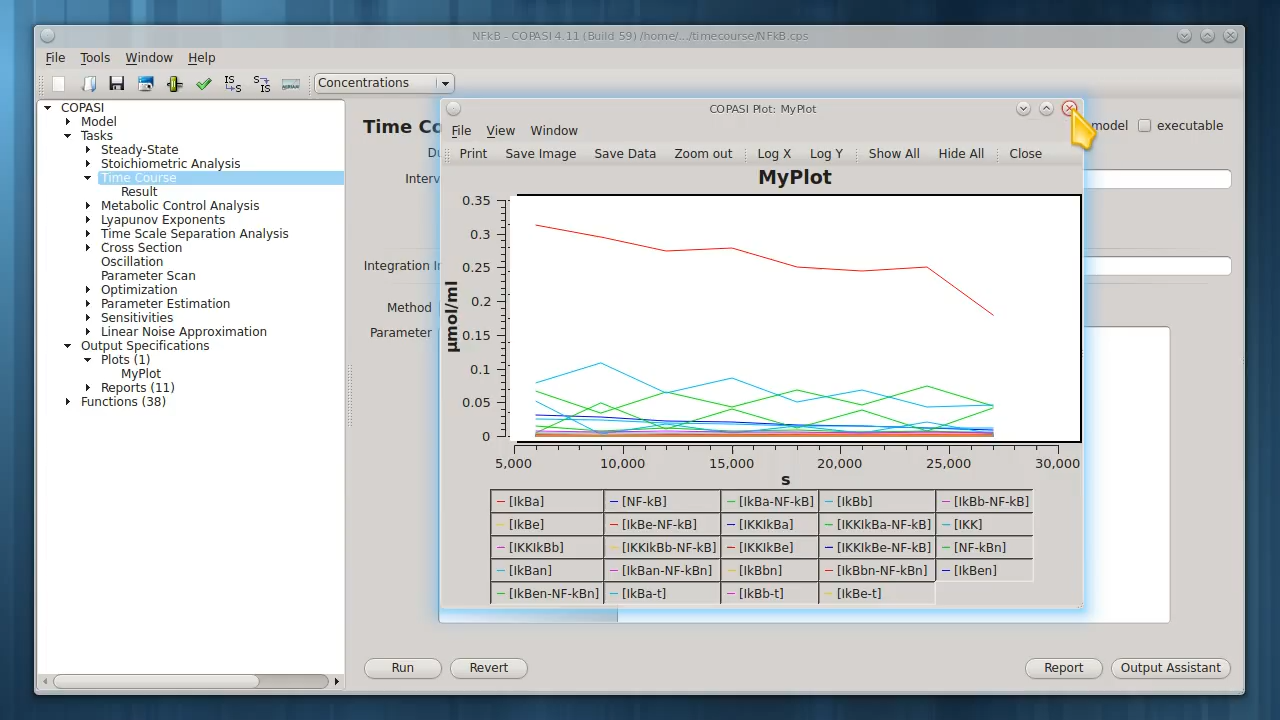 NFkB - COPASI 4.11 (Build 59) /home/.../timecourse/NFkB.cps
File Tools Window Help
Concentrations
COPASI
Model
Tasks
Steady-State
Stoichiometric Analysis
Time Course
Result
Metabolic Control Analysis
Lyapunov Exponents
Time Scale Separation Analysis
Cross Section
Oscillation
Parameter Scan
Optimization
Parameter Estimation
Sensitivities
Linear Noise Approximation
Output Specifications
Plots (1)
MyPlot
Reports (11)
Functions (38)
Time Co
model executable
Du
Interv
Integration In
Method
Parameter
COPASI Plot: MyPlot
File View Window
Print Save Image Save Data Zoom out Log X Log Y Show All Hide All Close
MyPlot
0.35
0.3
0.25
0.2
0.15
0.1
0.05
0
µmol/ml
5,000 10,000 15,000 20,000 25,000 30,000
s
[IkBa] [NF-kB] [IkBa-NF-kB] [IkBb] [IkBb-NF-kB]
[IkBe] [IkBe-NF-kB] [IKKIkBa] [IKKIkBa-NF-kB] [IKK]
[IKKIkBb] [IKKIkBb-NF-kB] [IKKIkBe] [IKKIkBe-NF-kB] [NF-kBn]
[IkBan] [IkBan-NF-kBn] [IkBbn] [IkBbn-NF-kBn] [IkBen]
[IkBen-NF-kBn] [IkBa-t] [IkBb-t] [IkBe-t]
Run Revert Report Output Assistant